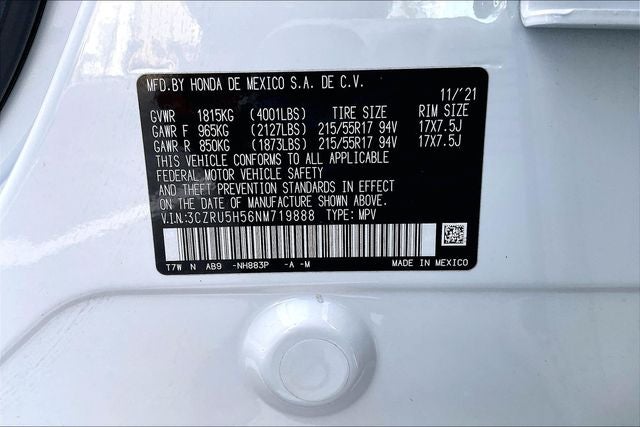 MFD.BY HONDA DE MEXICO S.A. DE C.V.
11/'21
GVWR 1815KG (4001LBS) TIRE SIZE RIM SIZE
GAWR F 965KG (2127LBS) 215/55R17 94V 17X7.5J
GAWR R 850KG (1873LBS) 215/55R17 94V 17X7.5J
THIS VEHICLE CONFORMS TO ALL APPLICABLE
FEDERAL MOTOR VEHICLE SAFETY
AND THEFT PREVENTION STANDARDS IN EFFECT
ON THE DATE OF MANUFACTURE SHOWN ABOVE.
V.I.N:3CZRU5H56NM719888 TYPE: MPV
T7W N AB9 -NH883P -A -M MADE IN MEXICO